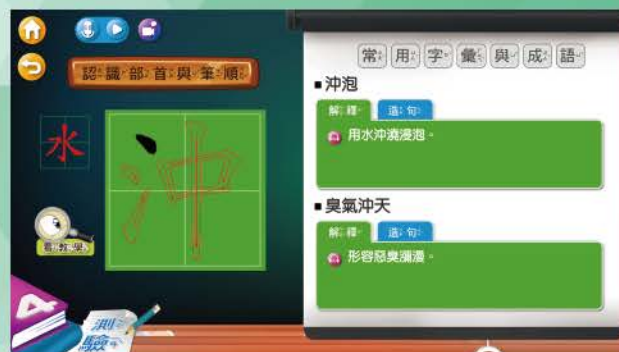 認識部首與筆順
水
沖
看教學
4
測驗
常用字彙與成語
■沖泡
解釋 造句
用水沖澆浸泡。
■臭氣沖天
解釋 造句
形容惡臭瀰漫。